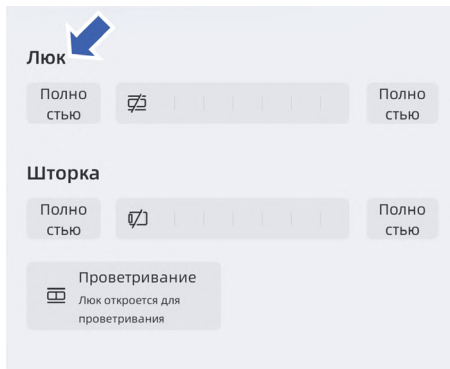 Люк
Полно
стью
Полно
стью
Шторка
Полно
стью
Полно
стью
Проветривание
Люк откроется для
проветривания